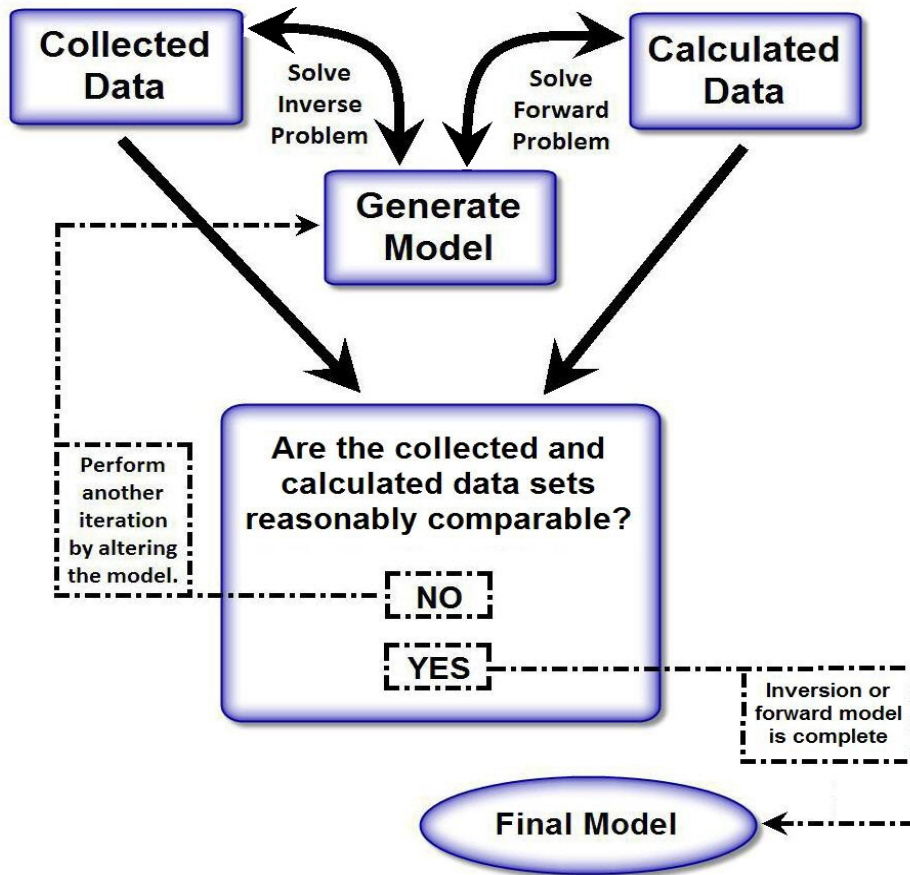 Collected
Data
Solve
Inverse
Problem
Solve
Forward
Problem
Calculated
Data
Generate
Model
Are the collected and
calculated data sets
reasonably comparable?
Perform
another
iteration
by altering
the model.
NO
YES
Inversion or
forward model
is complete
Final Model